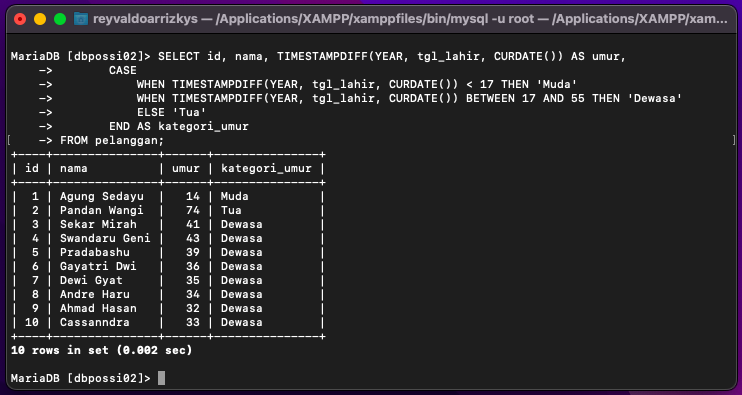 reyvaldoarrizkys — /Applications/XAMPP/xamppfiles/bin/mysql -u root — /Applications/XAMPP/xam...
MariaDB [dbpossi02]> SELECT id, nama, TIMESTAMPDIFF(YEAR, tgl_lahir, CURDATE()) AS umur,
    ->        CASE
    ->            WHEN TIMESTAMPDIFF(YEAR, tgl_lahir, CURDATE()) < 17 THEN 'Muda'
    ->            WHEN TIMESTAMPDIFF(YEAR, tgl_lahir, CURDATE()) BETWEEN 17 AND 55 THEN 'Dewasa'
    ->            ELSE 'Tua'
    ->        END AS kategori_umur
[    -> FROM pelanggan; ]
+----+---------------+------+---------------+
| id | nama          | umur | kategori_umur |
+----+---------------+------+---------------+
|  1 | Agung Sedayu  |   14 | Muda          |
|  2 | Pandan Wangi  |   74 | Tua           |
|  3 | Sekar Mirah   |   41 | Dewasa        |
|  4 | Swandaru Geni |   43 | Dewasa        |
|  5 | Pradabashu    |   39 | Dewasa        |
|  6 | Gayatri Dwi   |   36 | Dewasa        |
|  7 | Dewi Gyat     |   35 | Dewasa        |
|  8 | Andre Haru    |   34 | Dewasa        |
|  9 | Ahmad Hasan   |   32 | Dewasa        |
| 10 | Cassanndra    |   33 | Dewasa        |
+----+---------------+------+---------------+
10 rows in set (0.002 sec)
MariaDB [dbpossi02]>